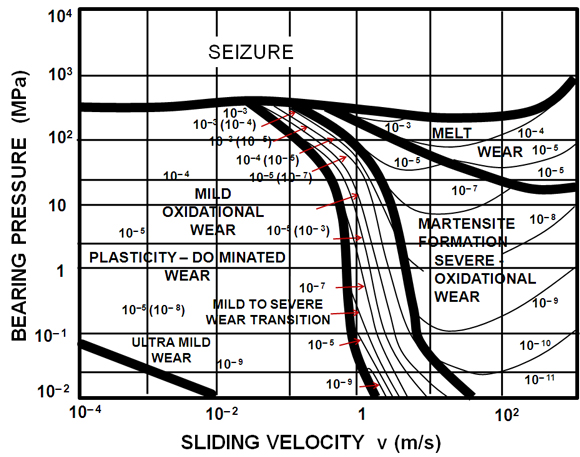 10⁴
SEIZURE
10³
10⁻³
10⁻³ (10⁻⁴)
10⁻³
MELT
10⁻⁴
10²
10⁻³ (10⁻⁵)
WEAR
10⁻⁵
10⁻⁴ (10⁻⁵)
10⁻⁵
10⁻⁵
10⁻⁴
10⁻⁵ (10⁻⁷)
10⁻⁷
MILD
OXIDATIONAL
WEAR
10
10⁻⁸
MARTENSITE
FORMATION
10⁻⁵
10⁻⁵ (10⁻³)
PLASTICITY – DOMINATED
WEAR
SEVERE -
OXIDATIONAL
WEAR
1
10⁻⁷
10⁻⁹
10⁻⁵ (10⁻⁸)
MILD TO SEVERE
WEAR TRANSITION
10⁻¹
ULTRA MILD
WEAR
10⁻⁵
10⁻¹⁰
10⁻⁹
10⁻⁹
10⁻¹¹
10⁻²
10⁻⁴
10⁻²
1
10²
BEARING PRESSURE (MPa)
SLIDING VELOCITY v (m/s)